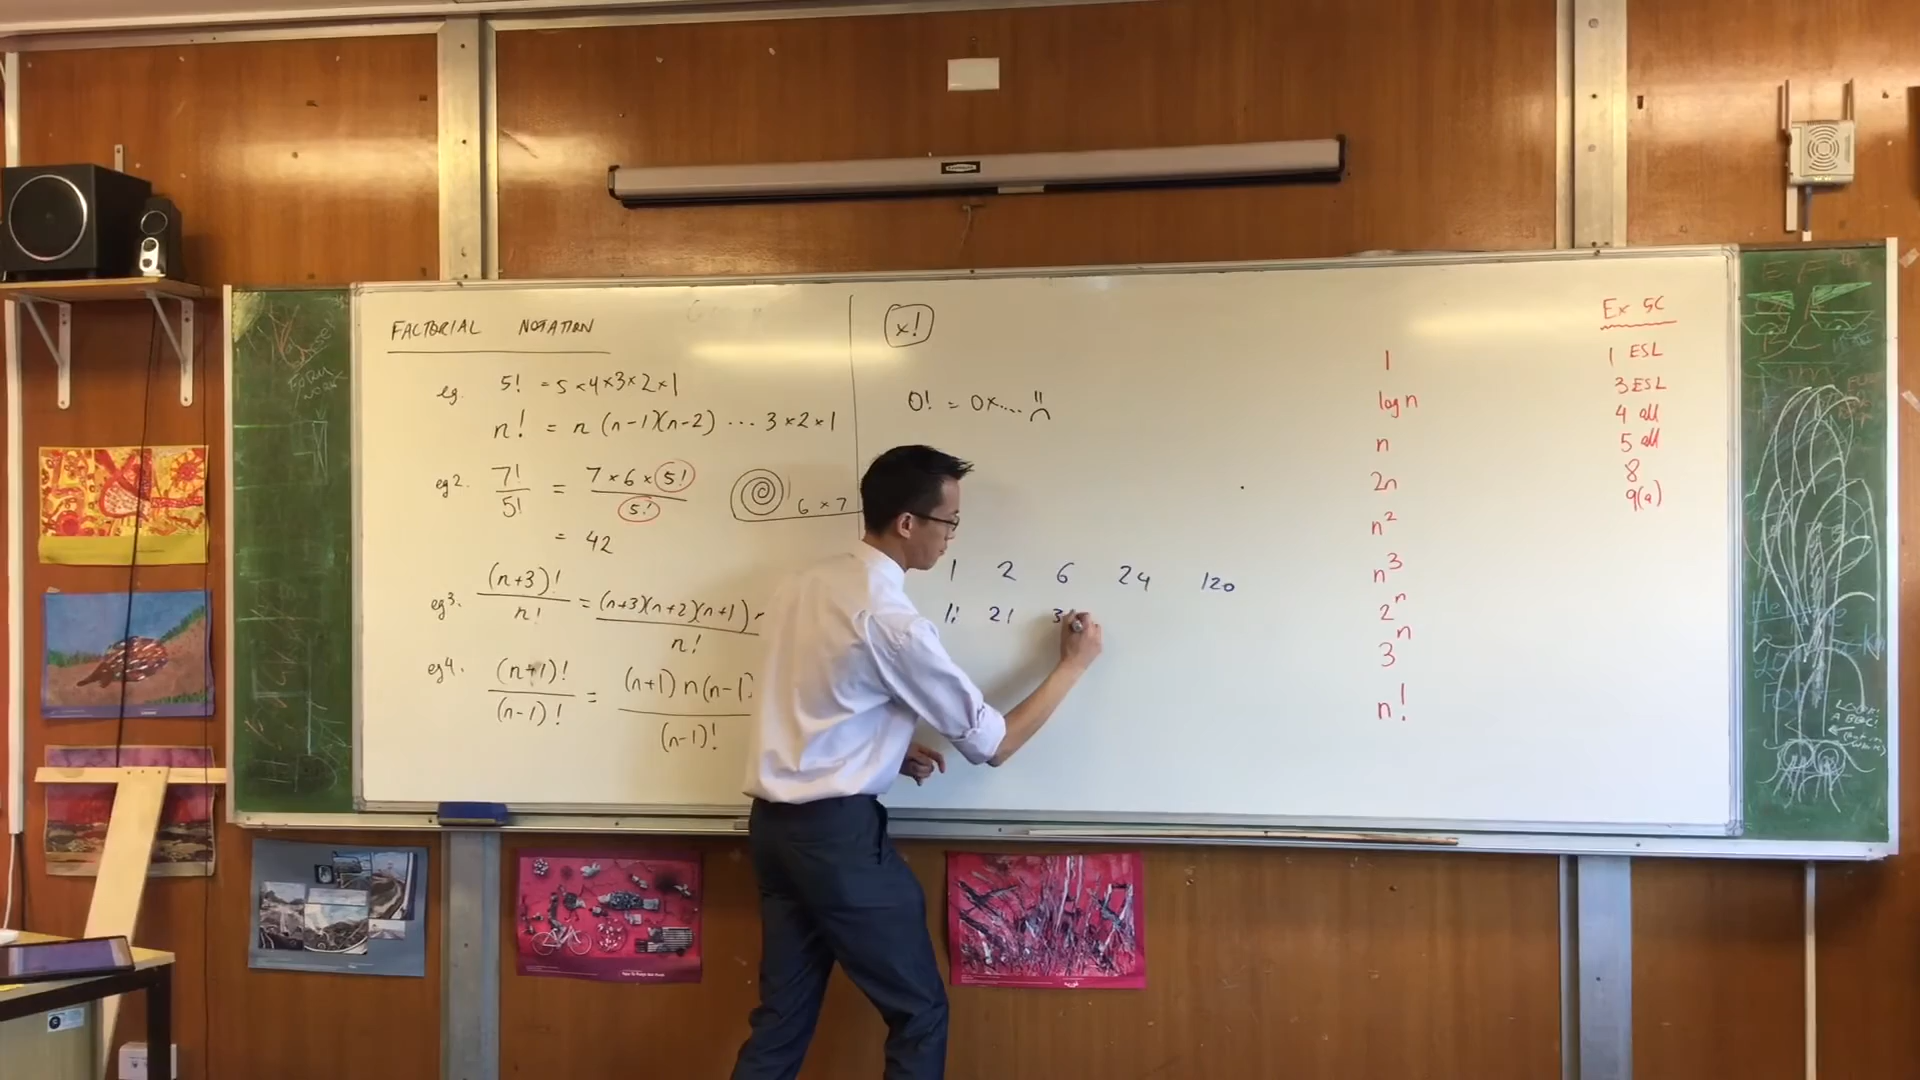 FACTORIAL NOTATION
eg. 5! = 5×4×3×2×1
n! = n(n-1)(n-2) ... 3×2×1
eg2. 7!/5! = 7×6×5!/5!
6×7
= 42
eg3. (n+3)!/n! = (n+3)(n+2)(n+1)/n!
eg4. (n+1)!/(n-1)! = (n+1)n(n-1)/(n-1)!
x!
0! = 0×....
1 2 6 24 120
1! 2! 3!
1
log n
n
2n
n²
n³
2ⁿ
3ⁿ
n!
Ex 5C
1 ESL
3 ESL
4 all
5 all
8
9(a)
LOOK!
A